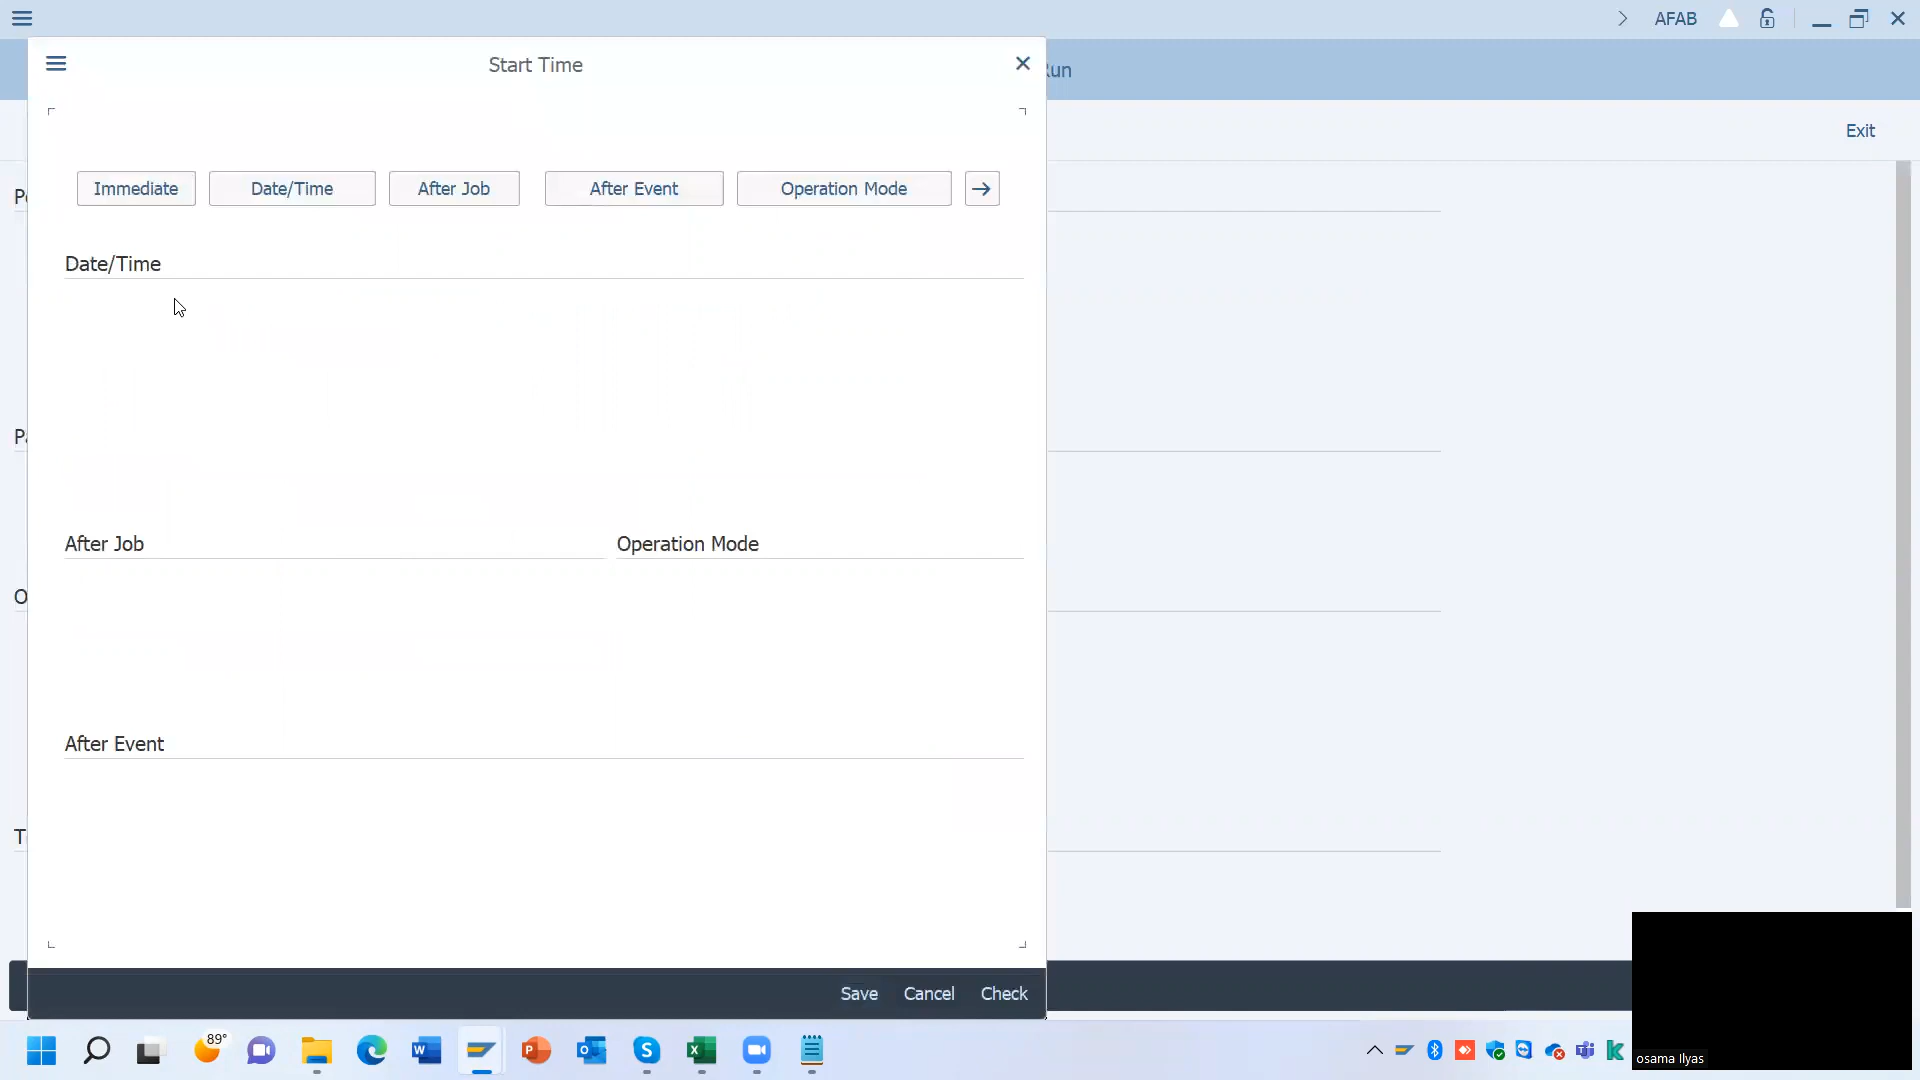 AFAB
Start Time
Run
Exit
Immediate
Date/Time
After Job
After Event
Operation Mode
Date/Time
After Job
Operation Mode
After Event
Save
Cancel
Check
89°
osama Ilyas